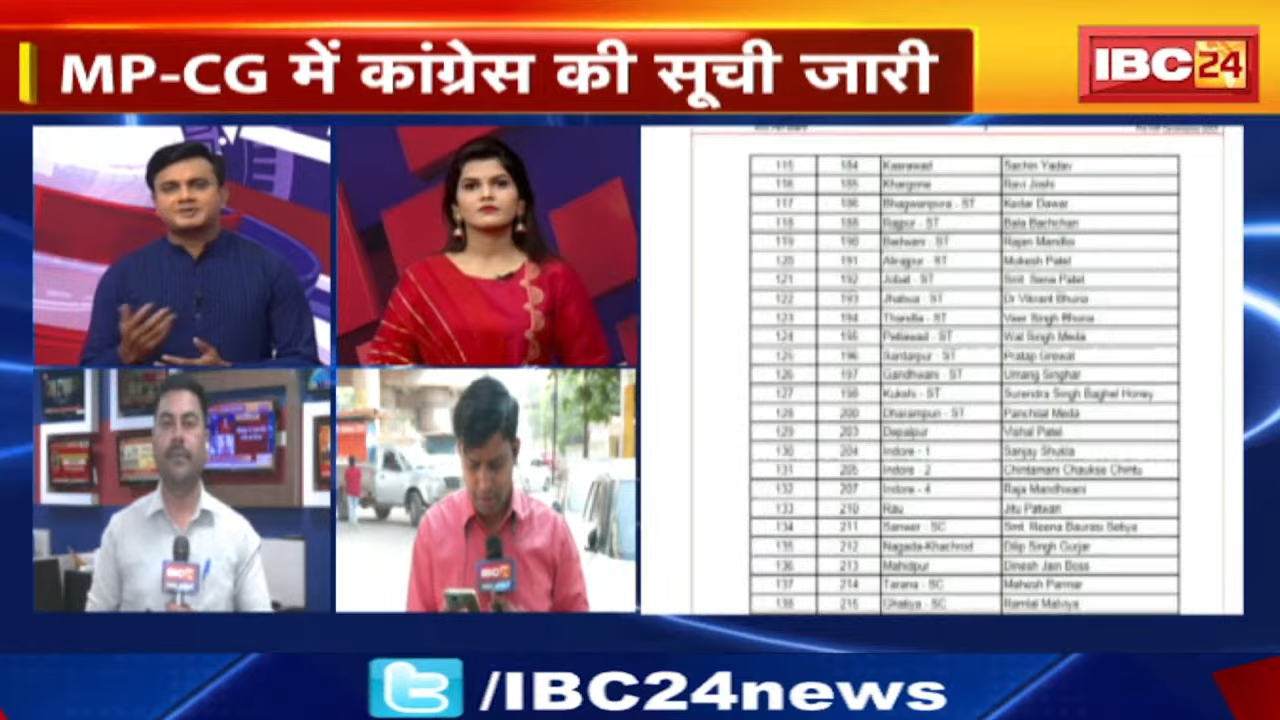 MP-CG में कांग्रेस की सूची जारी
IBC24
115 184 Kasrawad Sachin Yadav
116 185 Khargone Ravi Joshi
117 186 Bhagwanpura - ST Kedar Dawar
118 188 Rajpur - ST Bala Bachchan
119 190 Badwani - ST Rajan Mandloi
120 191 Alirajpur - ST Mukesh Patel
121 192 Jobat - ST Smt. Sena Patel
122 193 Jhabua - ST Dr Vikrant Bhuria
123 194 Thandla - ST Veer Singh Bhuria
124 195 Petlawad - ST Wal Singh Meda
125 196 Sardarpur - ST Pratap Grewal
126 197 Gandhwani - ST Umang Singhar
127 198 Kukshi - ST Surendra Singh Baghel Honey
128 200 Dharampuri - ST Panchilal Meda
129 203 Depalpur Vishal Patel
130 204 Indore - 1 Sanjay Shukla
131 205 Indore - 2 Chintamani Chaukse Chintu
132 207 Indore - 4 Raja Mandhwani
133 210 Rau Jitu Patwari
134 211 Sanwer - SC Smt. Reena Baurasi Setiya
135 212 Nagada-Khachrod Dilip Singh Gurjar
136 213 Mahidpur Dinesh Jain Boss
137 214 Tarana - SC Mahesh Parmar
138 215 Ghatiya - SC Ramlal Malviya
IBC24
IBC24
/IBC24news